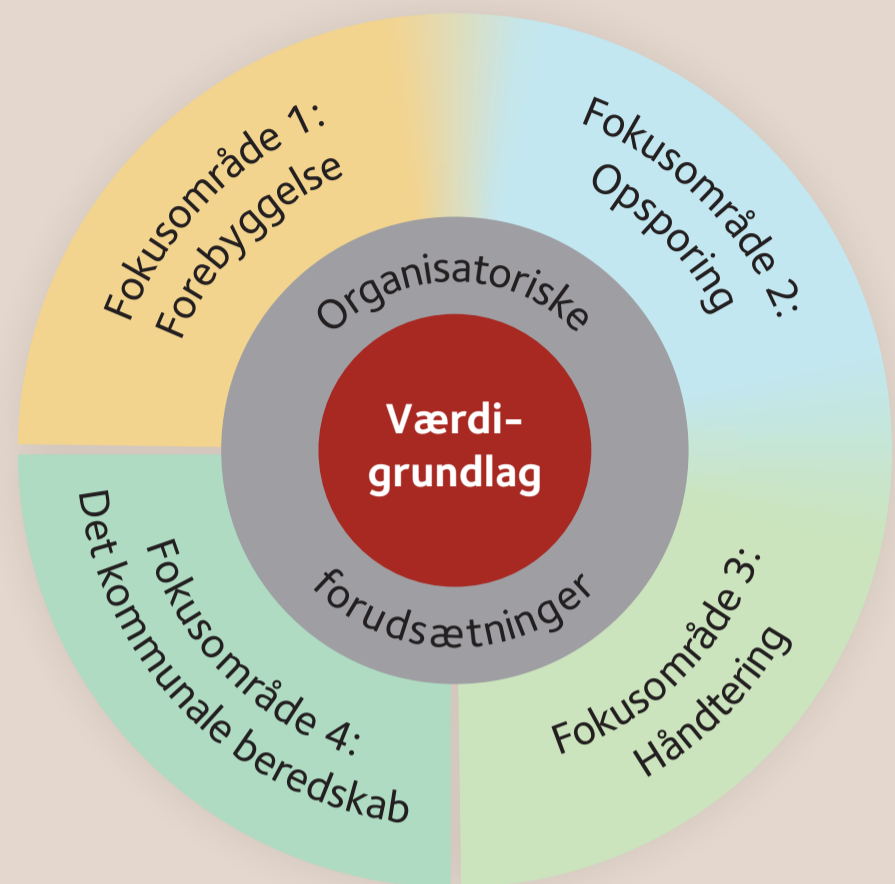 Fokusområde 1:
Forebyggelse
Fokusområde 2:
Opsporing
Organisatoriske
Værdi-
grundlag
forudsætninger
Fokusområde 3:
Håndtering
Fokusområde 4:
Det kommunale beredskab